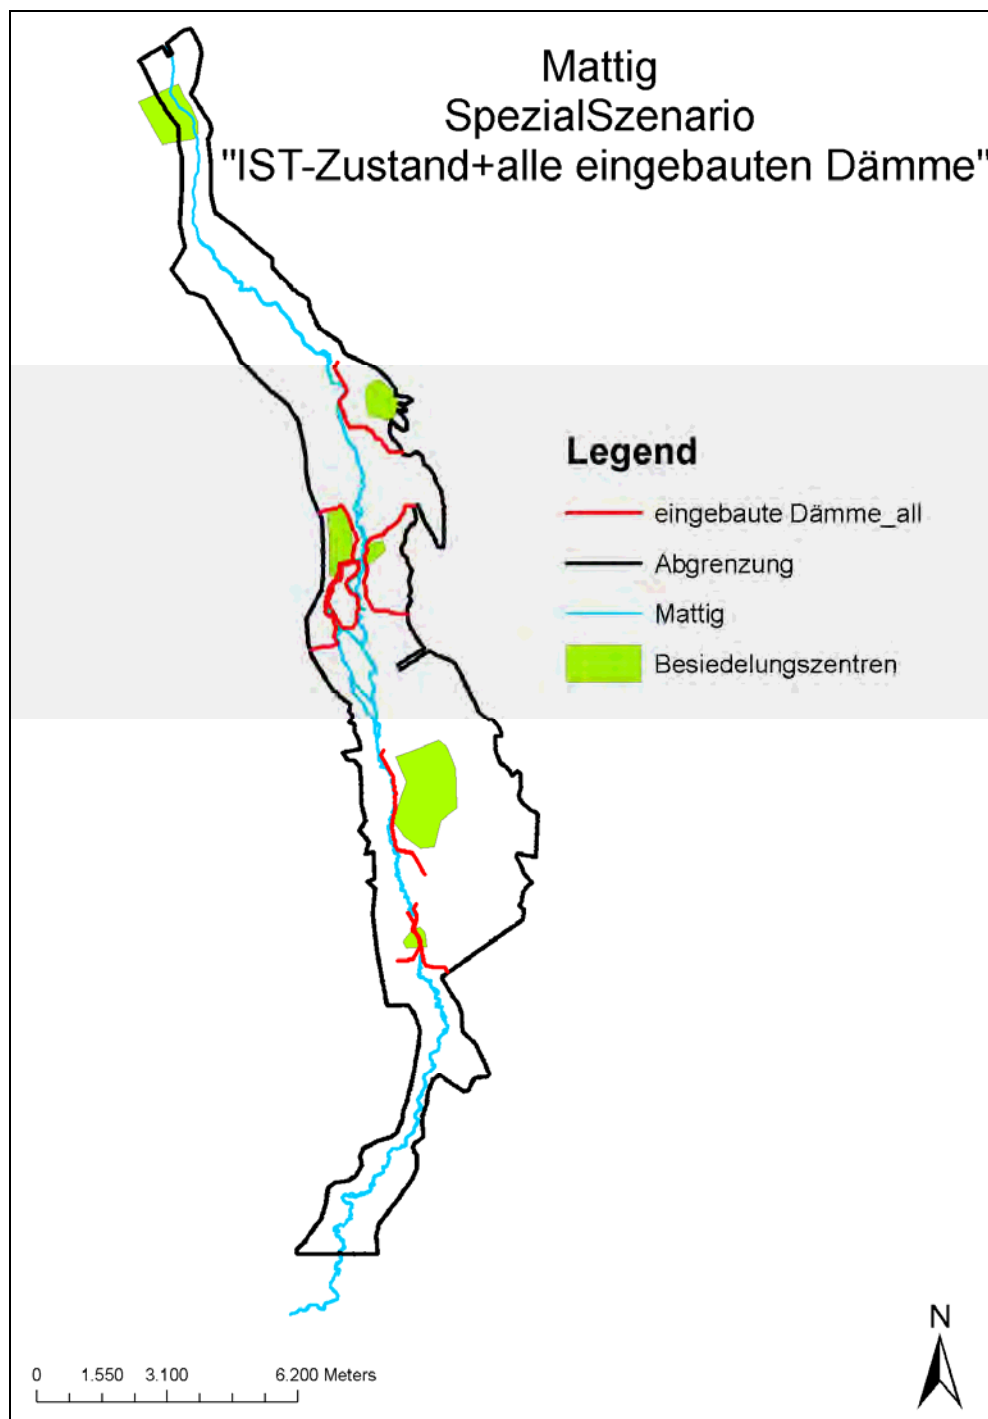 Mattig
SpezialSzenario
"IST-Zustand+alle eingebauten Dämme"
Legend
eingebaute Dämme_all
Abgrenzung
Mattig
Besiedelungszentren
N
0 1.550 3.100 6.200 Meters